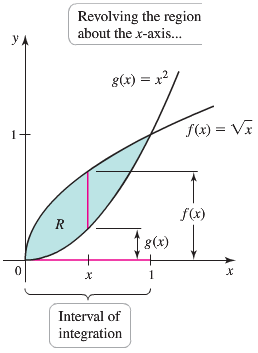 Revolving the region
about the x-axis...
y
g(x) = x²
f(x) = √x
1
R
f(x)
g(x)
0
x
1
x
Interval of
integration